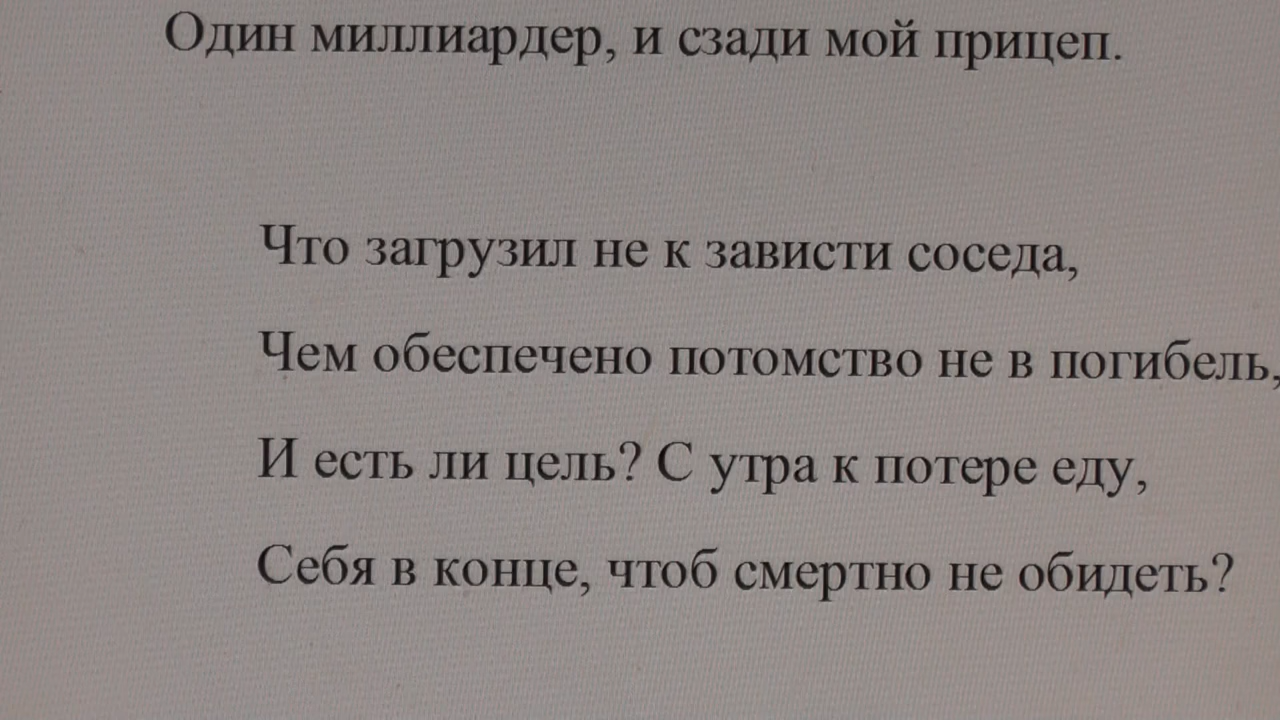 Один миллиардер, и сзади мой прицеп.
Что загрузил не к зависти соседа,
Чем обеспечено потомство не в погибель,
И есть ли цель? С утра к потере еду,
Себя в конце, чтоб смертно не обидеть?